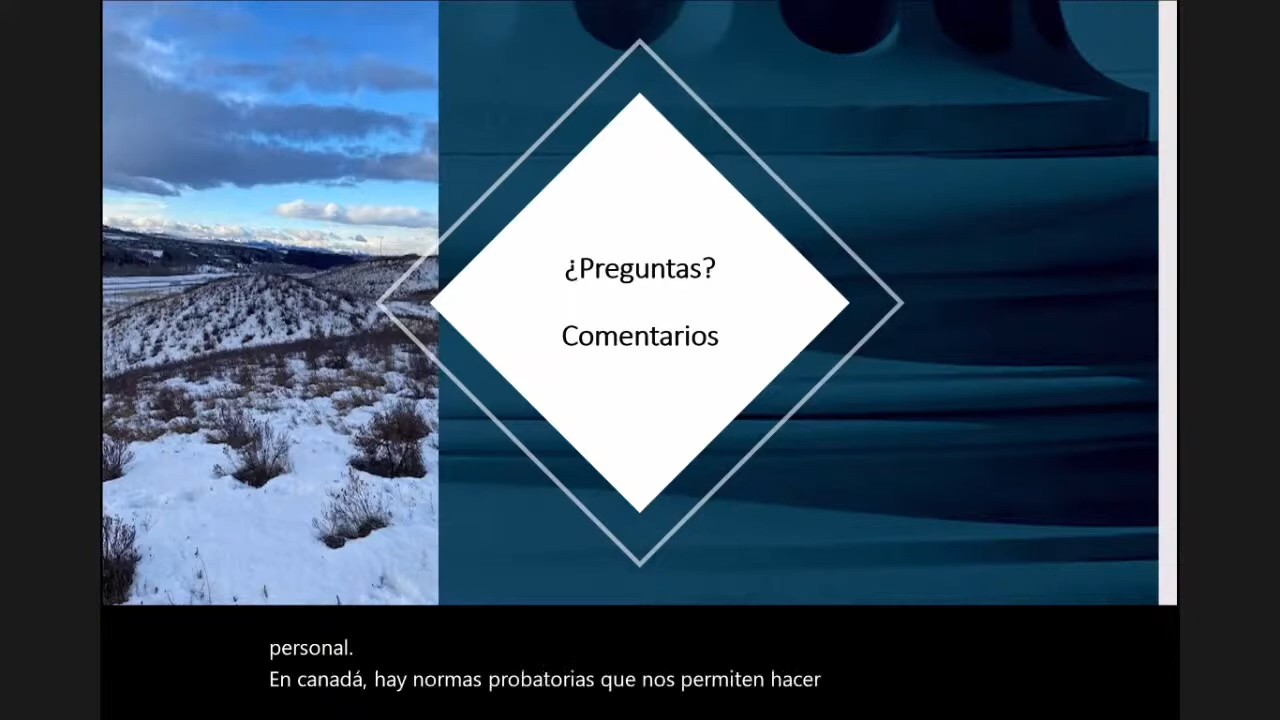 ¿Preguntas?
Comentarios
personal.
En canadá, hay normas probatorias que nos permiten hacer